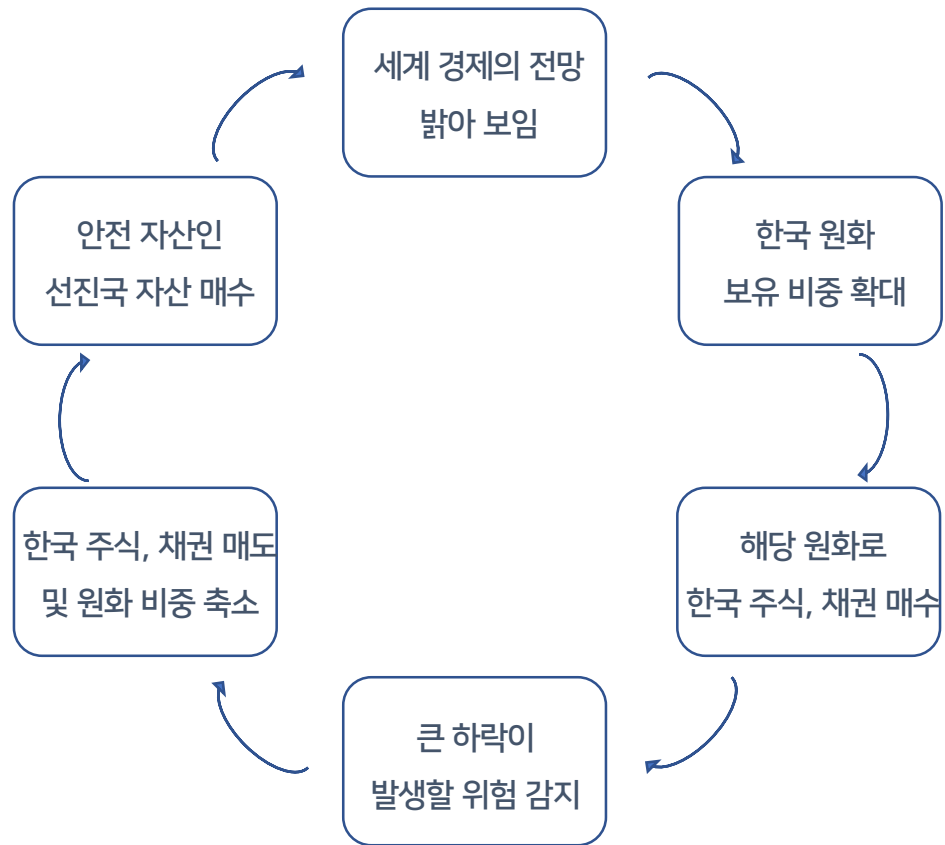 세계 경제의 전망
밝아 보임
한국 원화
보유 비중 확대
해당 원화로
한국 주식, 채권 매수
큰 하락이
발생할 위험 감지
한국 주식, 채권 매도
및 원화 비중 축소
안전 자산인
선진국 자산 매수